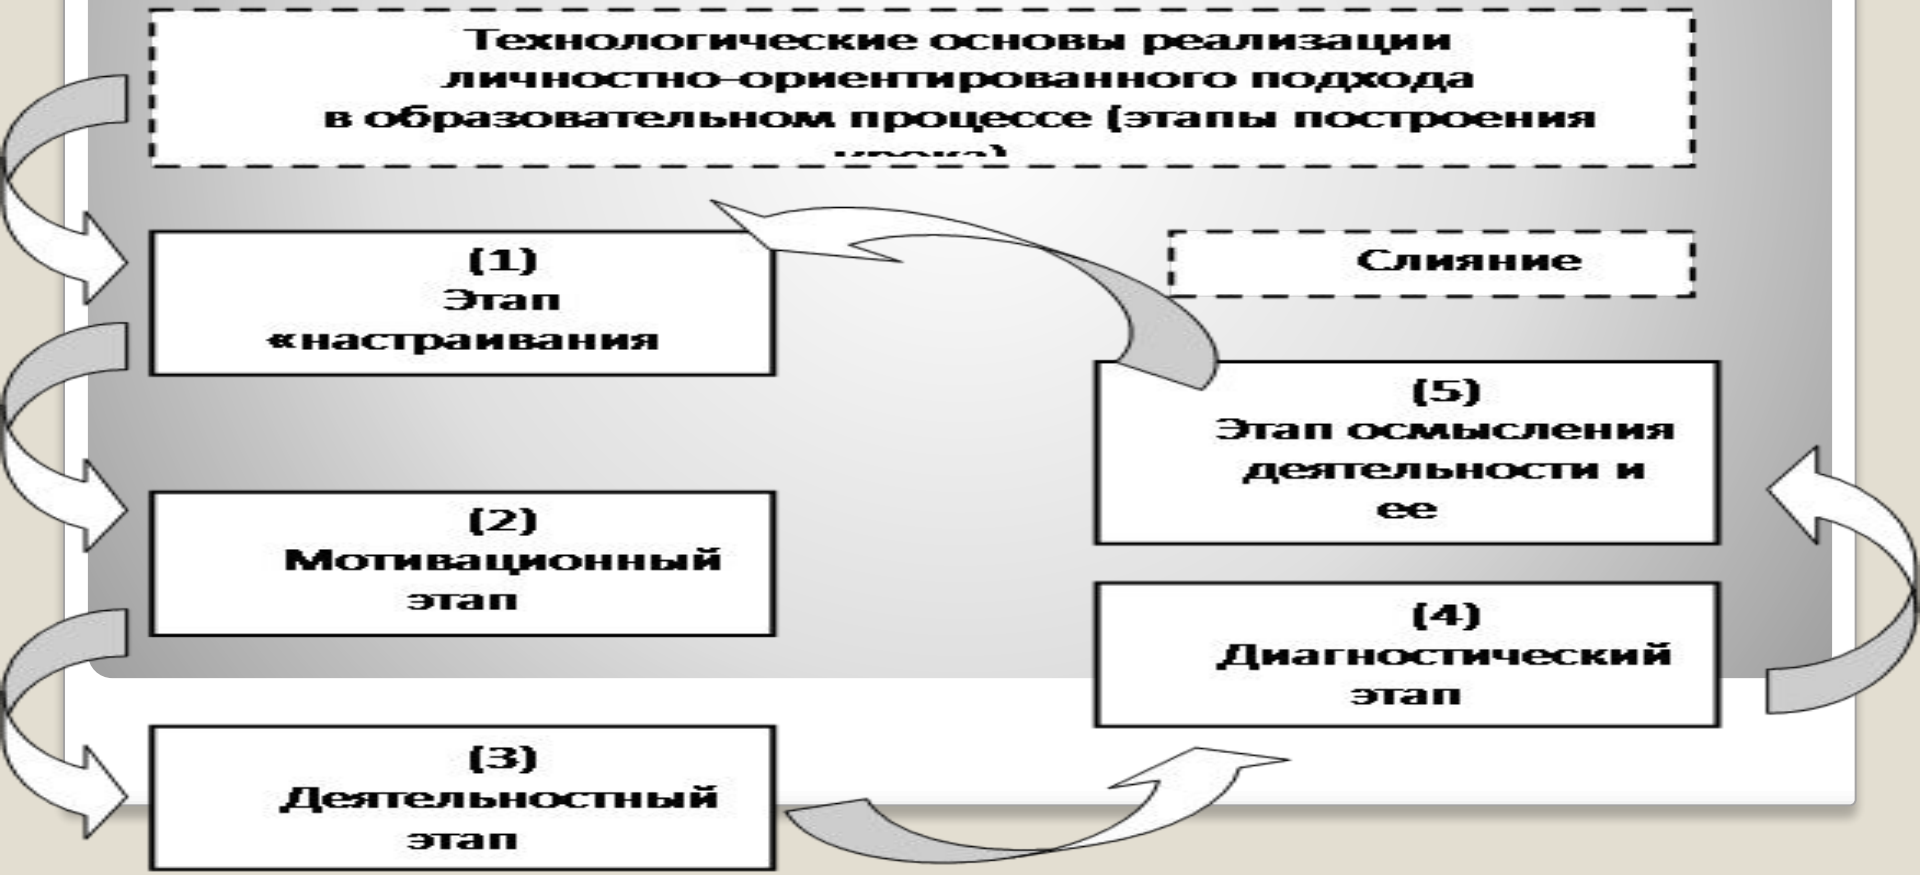 Технологические основы реализации
личностно-ориентированного подхода
в образовательном процессе (этапы построения
(1)
Этап
«настраивания
Слияние
(2)
Мотивационный
этап
(3)
Деятельностный
этап
(4)
Диагностический
этап
(5)
Этап осмысления
деятельности и
ее